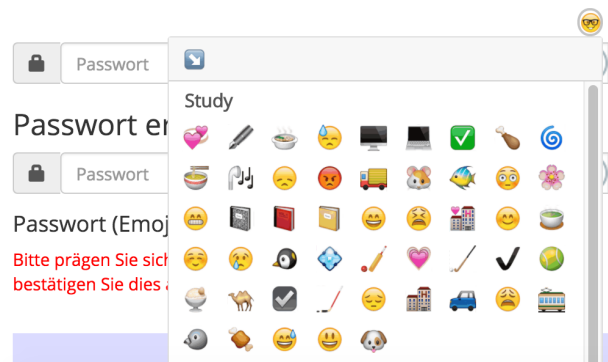 Passwort
Study
Passwort er
Passwort
Passwort (Emoj
Bitte prägen Sie sich
bestätigen Sie dies a